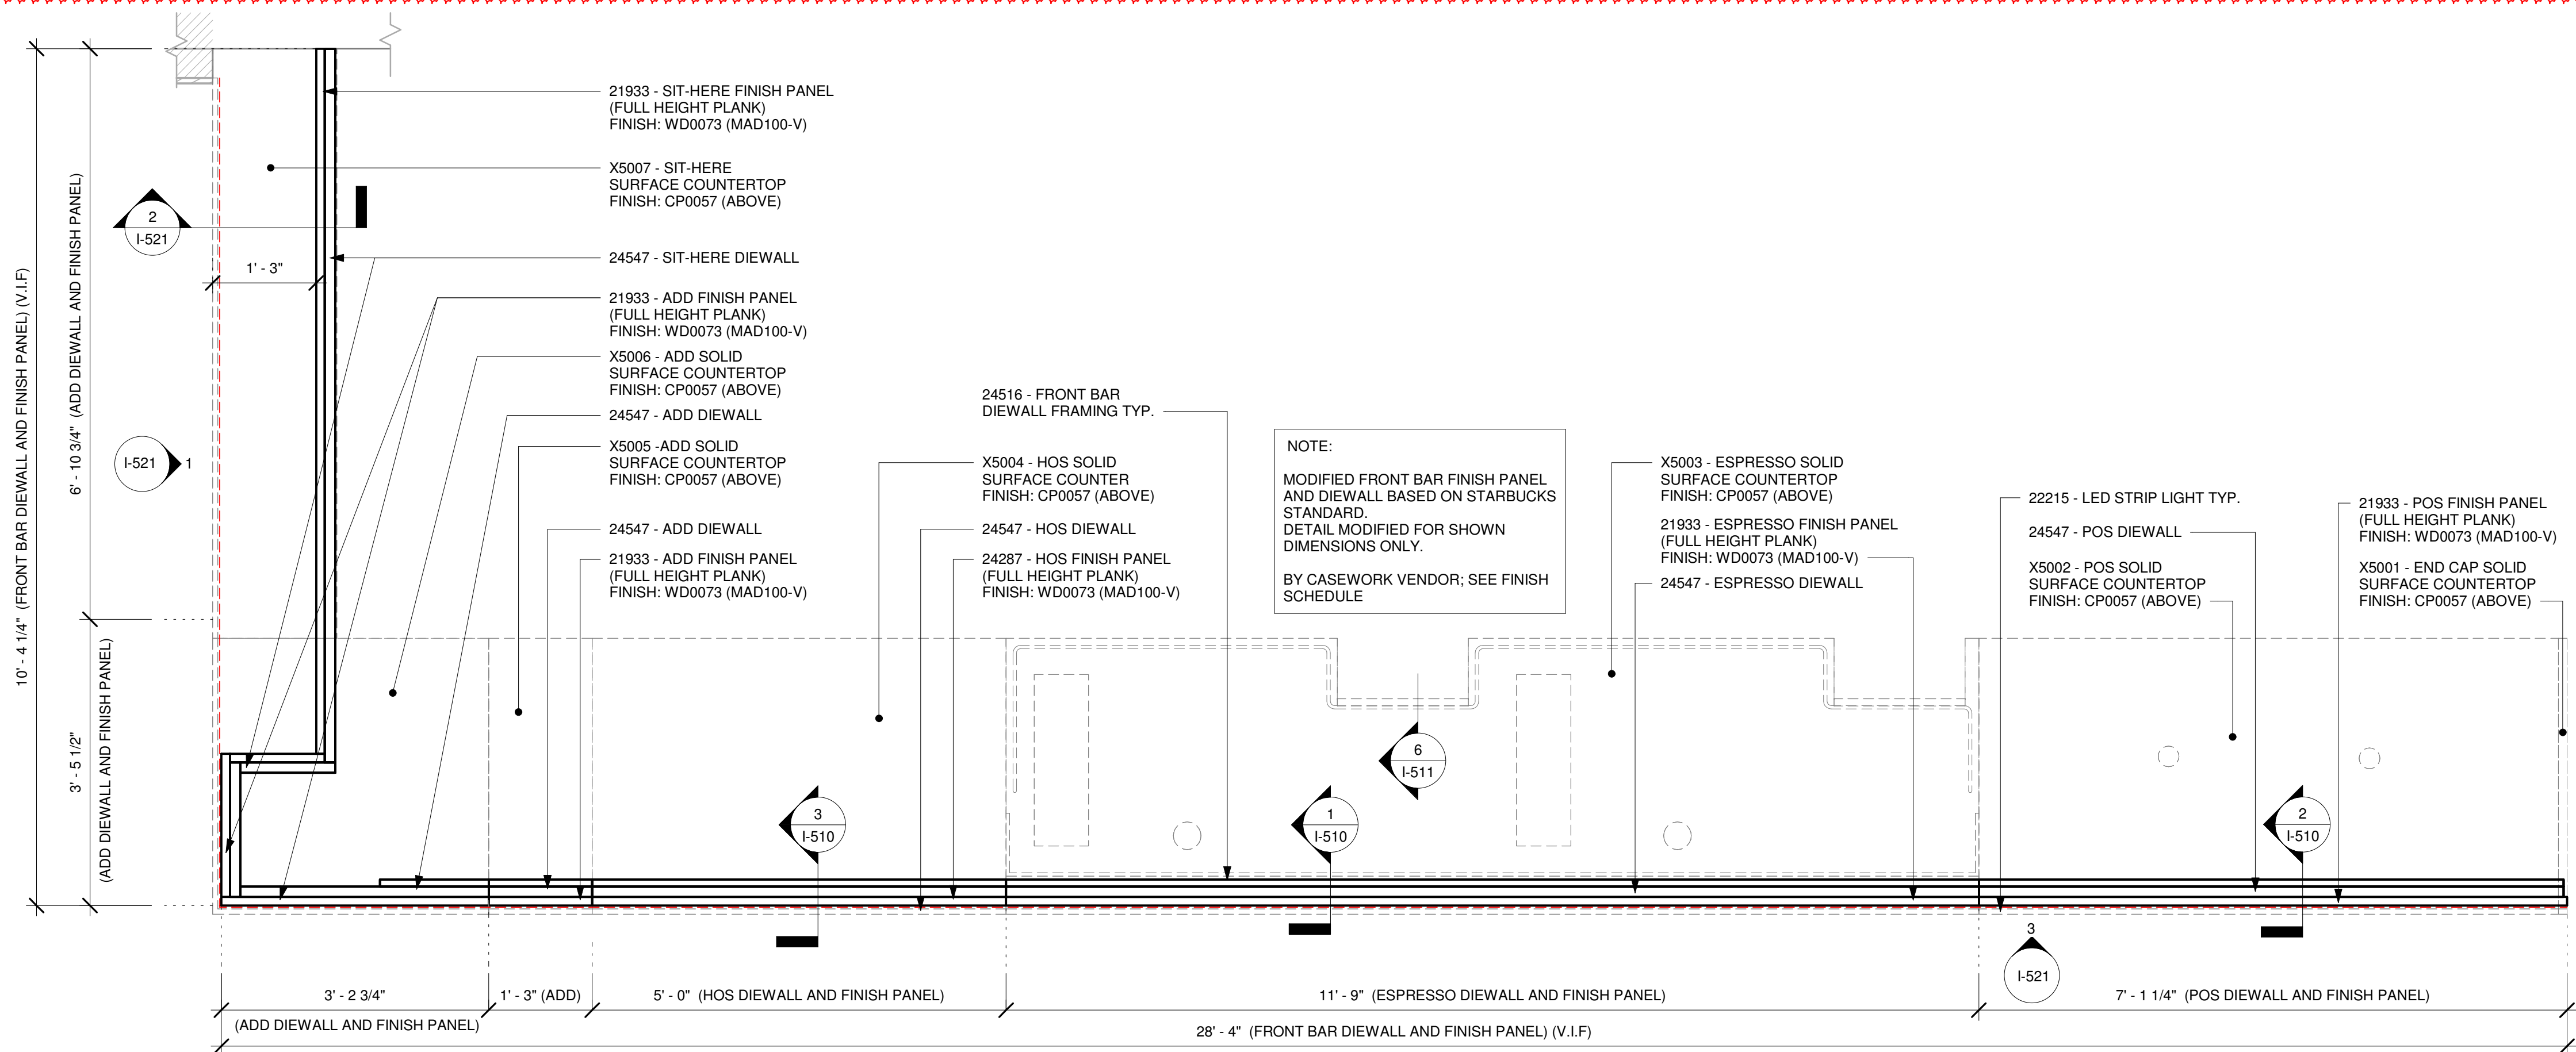 21933 - SIT-HERE FINISH PANEL
(FULL HEIGHT PLANK)
FINISH: WD0073 (MAD100-V)
X5007 - SIT-HERE
SURFACE COUNTERTOP
FINISH: CP0057 (ABOVE)
2
I-521
1' - 3"
24547 - SIT-HERE DIEWALL
21933 - ADD FINISH PANEL
(FULL HEIGHT PLANK)
FINISH: WD0073 (MAD100-V)
X5006 - ADD SOLID
SURFACE COUNTERTOP
FINISH: CP0057 (ABOVE)
24547 - ADD DIEWALL
X5005 -ADD SOLID
SURFACE COUNTERTOP
FINISH: CP0057 (ABOVE)
24547 - ADD DIEWALL
21933 - ADD FINISH PANEL
(FULL HEIGHT PLANK)
FINISH: WD0073 (MAD100-V)
10' - 4 1/4" (FRONT BAR DIEWALL AND FINISH PANEL) (V.I.F)
6' - 10 3/4" (ADD DIEWALL AND FINISH PANEL)
3' - 5 1/2"
(ADD DIEWALL AND FINISH PANEL)
I-521
1
24516 - FRONT BAR
DIEWALL FRAMING TYP.
X5004 - HOS SOLID
SURFACE COUNTER
FINISH: CP0057 (ABOVE)
24547 - HOS DIEWALL
24287 - HOS FINISH PANEL
(FULL HEIGHT PLANK)
FINISH: WD0073 (MAD100-V)
NOTE:
MODIFIED FRONT BAR FINISH PANEL
AND DIEWALL BASED ON STARBUCKS
STANDARD.
DETAIL MODIFIED FOR SHOWN
DIMENSIONS ONLY.
BY CASEWORK VENDOR; SEE FINISH
SCHEDULE
X5003 - ESPRESSO SOLID
SURFACE COUNTERTOP
FINISH: CP0057 (ABOVE)
21933 - ESPRESSO FINISH PANEL
(FULL HEIGHT PLANK)
FINISH: WD0073 (MAD100-V)
24547 - ESPRESSO DIEWALL
22215 - LED STRIP LIGHT TYP.
24547 - POS DIEWALL
X5002 - POS SOLID
SURFACE COUNTERTOP
FINISH: CP0057 (ABOVE)
21933 - POS FINISH PANEL
(FULL HEIGHT PLANK)
FINISH: WD0073 (MAD100-V)
X5001 - END CAP SOLID
SURFACE COUNTERTOP
FINISH: CP0057 (ABOVE)
3
I-510
1
I-510
6
I-511
2
I-510
3
I-521
3' - 2 3/4"
(ADD DIEWALL AND FINISH PANEL)
1' - 3" (ADD)
5' - 0" (HOS DIEWALL AND FINISH PANEL)
11' - 9" (ESPRESSO DIEWALL AND FINISH PANEL)
7' - 1 1/4" (POS DIEWALL AND FINISH PANEL)
28' - 4" (FRONT BAR DIEWALL AND FINISH PANEL) (V.I.F)